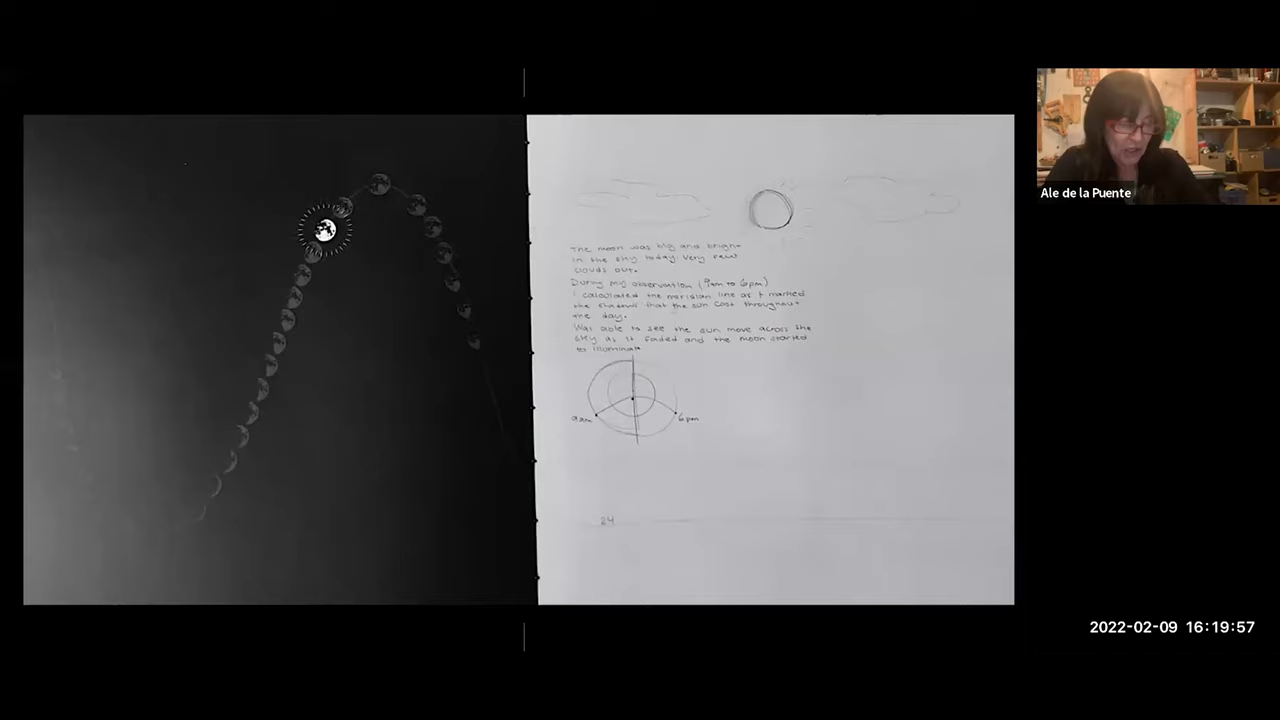 Ale de la Puente
The moon was big and bright
in the sky today. Very few
clouds out.
During my observation (9am to 6pm)
I calculated the meridian line as I marked
the shadows that the sun cast throughout
the day.
Was able to see the sun move across the
sky as it faded and the moon started
to illuminate
9am
6pm
24
2022-02-09 16:19:57